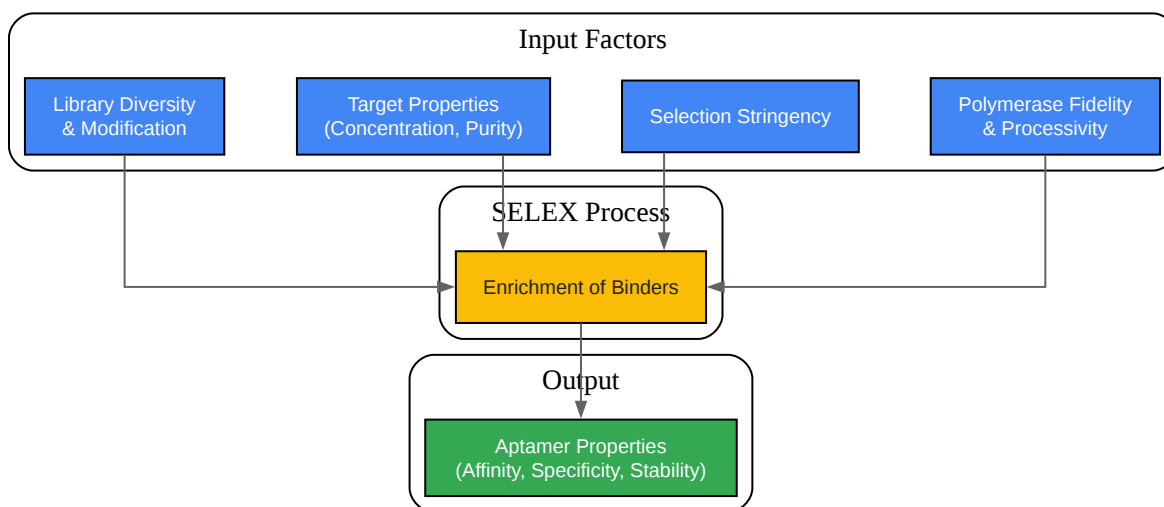 Input Factors
Library Diversity
& Modification
Target Properties
(Concentration, Purity)
Selection Stringency
Polymerase Fidelity
& Processivity
SELEX Process
Enrichment of Binders
Output
Aptamer Properties
(Affinity, Specificity, Stability)